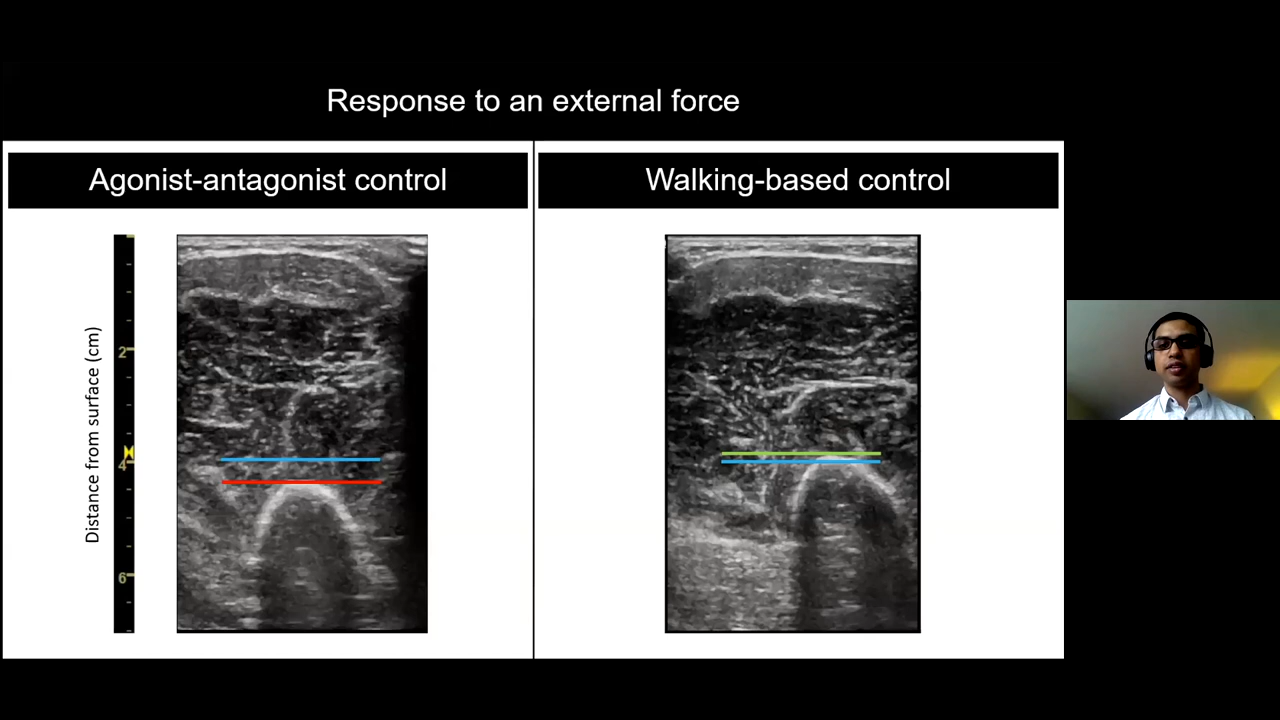 Response to an external force
Agonist-antagonist control
Walking-based control
Distance from surface (cm)
2
4
6